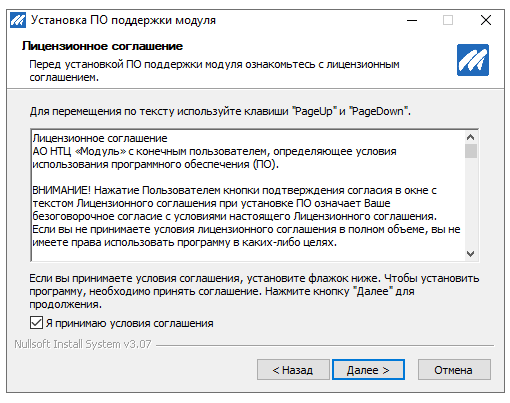 Установка ПО поддержки модуля
Лицензионное соглашение
Перед установкой ПО поддержки модуля ознакомьтесь с лицензионным
соглашением.
Для перемещения по тексту используйте клавиши "PageUp" и "PageDown".
Лицензионное соглашение
АО НТЦ «Модуль» с конечным пользователем, определяющее условия
использования программного обеспечения (ПО).
ВНИМАНИЕ! Нажатие Пользователем кнопки подтверждения согласия в окне с
текстом Лицензионного соглашения при установке ПО означает Ваше
безоговорочное согласие с условиями настоящего Лицензионного соглашения.
Если вы не принимаете условия лицензионного соглашения в полном объеме, вы не
имеете права использовать программу в каких-либо целях.
Если вы принимаете условия соглашения, установите флажок ниже. Чтобы установить
программу, необходимо принять соглашение. Нажмите кнопку "Далее" для
продолжения.
Я принимаю условия соглашения
Nullsoft Install System v3.07
< Назад
Далее >
Отмена